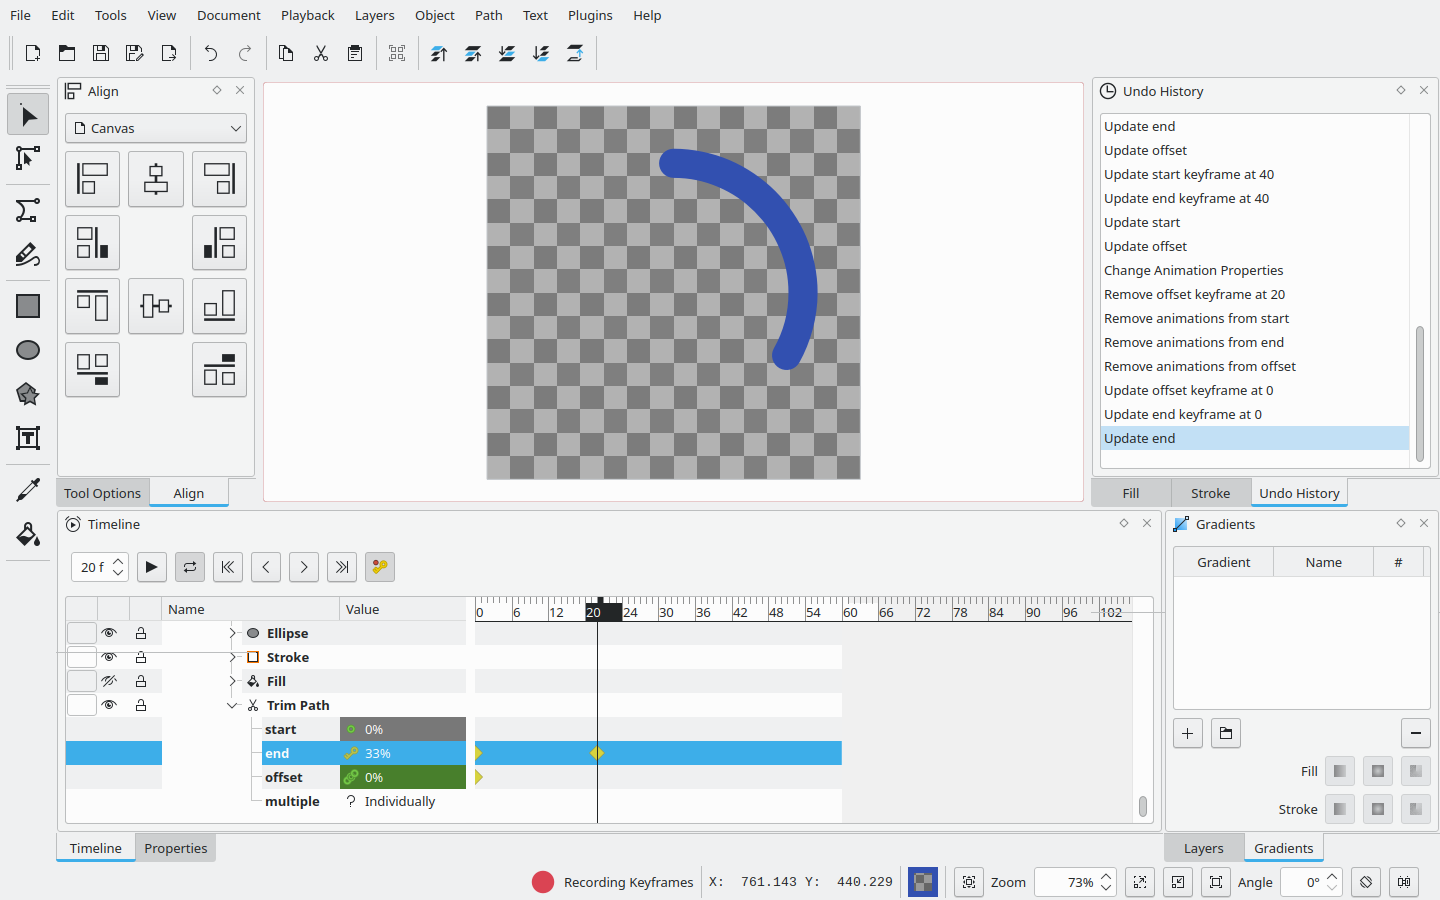 File Edit Tools View Document Playback Layers Object Path Text Plugins Help
Align
Canvas
Tool Options Align
Undo History
Update end
Update offset
Update start keyframe at 40
Update end keyframe at 40
Update start
Update offset
Change Animation Properties
Remove offset keyframe at 20
Remove animations from start
Remove animations from end
Remove animations from offset
Update offset keyframe at 0
Update end keyframe at 0
Update end
Fill Stroke Undo History
Timeline
20 f
Name Value
0 6 12 20 24 30 36 42 48 54 60 66 72 78 84 90 96 102
Ellipse
Stroke
Fill
Trim Path
start 0%
end 33%
offset 0%
multiple ? Individually
Timeline Properties
Gradients
Gradient Name #
Fill
Stroke
Layers Gradients
Recording Keyframes X: 761.143 Y: 440.229 Zoom 73% Angle 0°